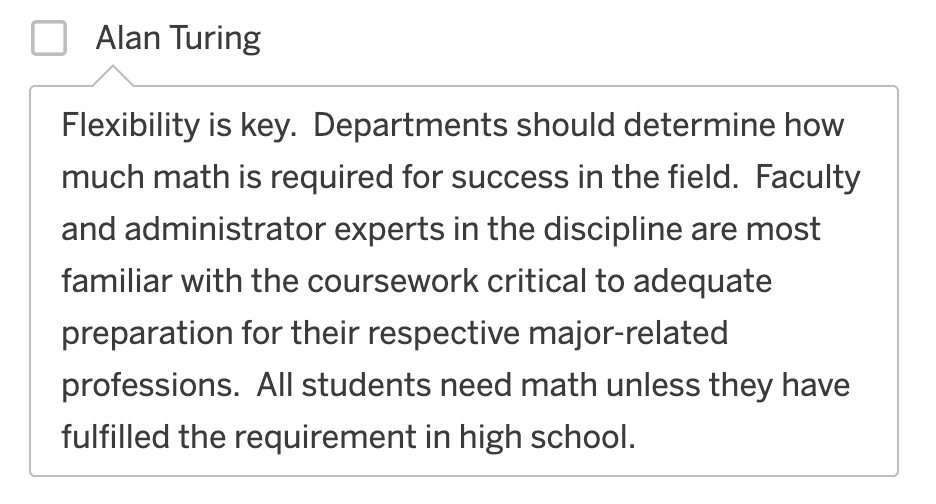 Alan Turing
Flexibility is key.  Departments should determine how
much math is required for success in the field.  Faculty
and administrator experts in the discipline are most
familiar with the coursework critical to adequate
preparation for their respective major-related
professions.  All students need math unless they have
fulfilled the requirement in high school.